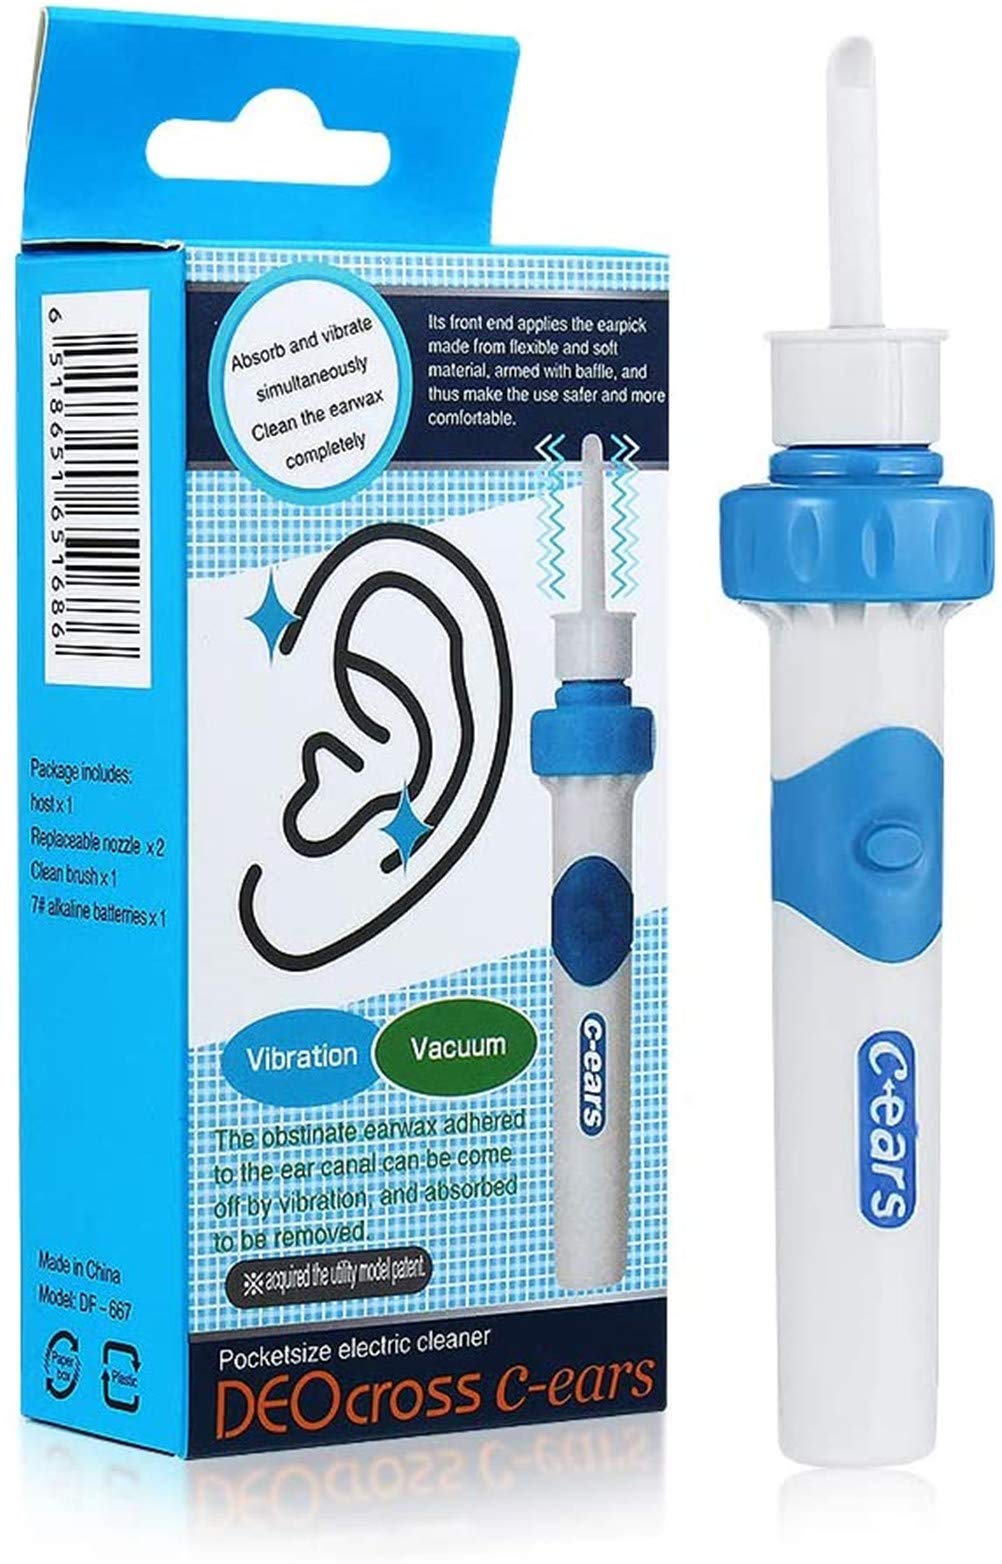 6 518651 651686
Package includes:
host x 1
Replaceable nozzle x 2
Clean brush x 1
7# alkaline batterries x 1
Made in China
Model: DF - 667
Paper
box
Plastic
Absorb and vibrate
simultaneously
Clean the earwax
completely
Its front end applies the earpick
made from flexible and soft
material, armed with baffle, and
thus make the use safer and more
comfortable.
c-ears
Vibration
Vacuum
The obstinate earwax adhered
to the ear canal can be come
off by vibration, and absorbed
to be removed.
※acquired the utility model patent.
Pocketsize electric cleaner
DEOcross c-ears
c-ears